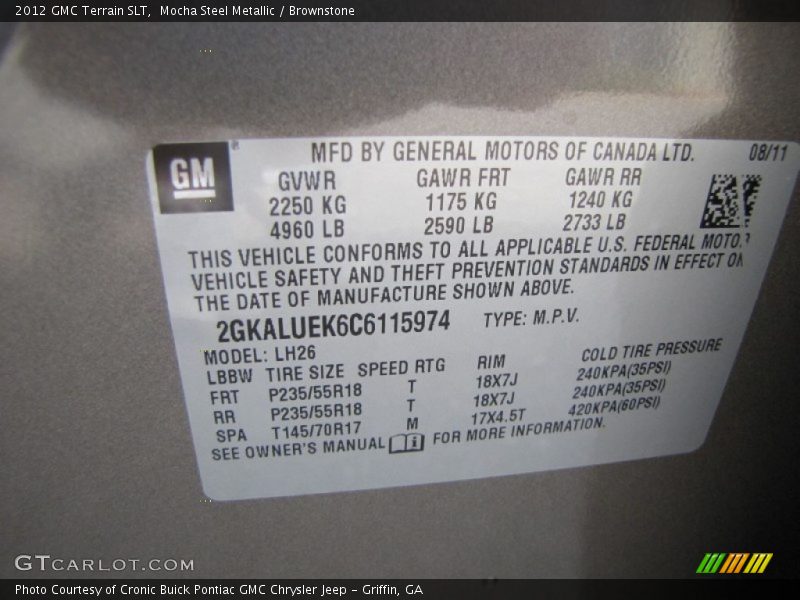 2012 GMC Terrain SLT, Mocha Steel Metallic / Brownstone
GM
MFD BY GENERAL MOTORS OF CANADA LTD. 08/11
GVWR GAWR FRT GAWR RR
2250 KG 1175 KG 1240 KG
4960 LB 2590 LB 2733 LB
THIS VEHICLE CONFORMS TO ALL APPLICABLE U.S. FEDERAL MOTO
VEHICLE SAFETY AND THEFT PREVENTION STANDARDS IN EFFECT ON
THE DATE OF MANUFACTURE SHOWN ABOVE.
2GKALUEK6C6115974 TYPE: M.P.V.
MODEL: LH26
LBBW TIRE SIZE SPEED RTG RIM COLD TIRE PRESSURE
FRT P235/55R18 T 18X7J 240KPA(35PSI)
RR P235/55R18 T 18X7J 240KPA(35PSI)
SPA T145/70R17 M 17X4.5T 420KPA(60PSI)
SEE OWNER'S MANUAL FOR MORE INFORMATION.
GTCARLOT.COM
Photo Courtesy of Cronic Buick Pontiac GMC Chrysler Jeep - Griffin, GA